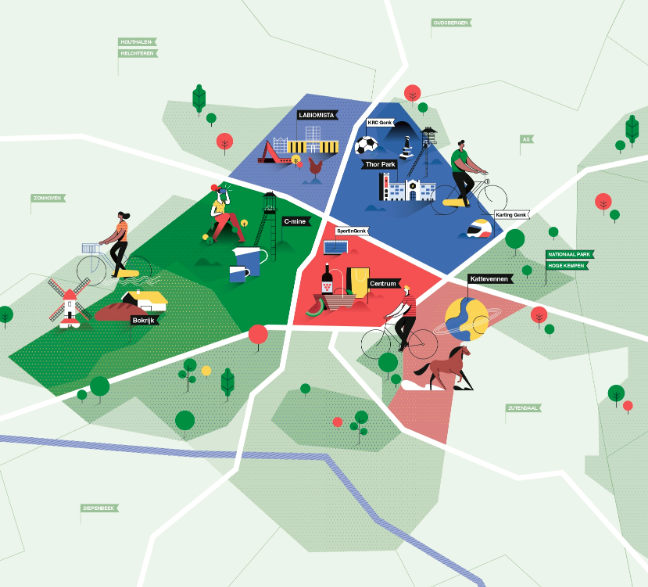 OUDSBERGEN
HOUTHALEN-
HELCHTEREN
LABIOMISTA
KRC Genk
AS
Thor Park
ZONHOVEN
C-mine
Karting Genk
SportinGenk
NATIONAAL PARK
HOGE KEMPEN
Kattevennen
Centrum
Bokrijk
ZUTENDAAL
DIEPENBEEK